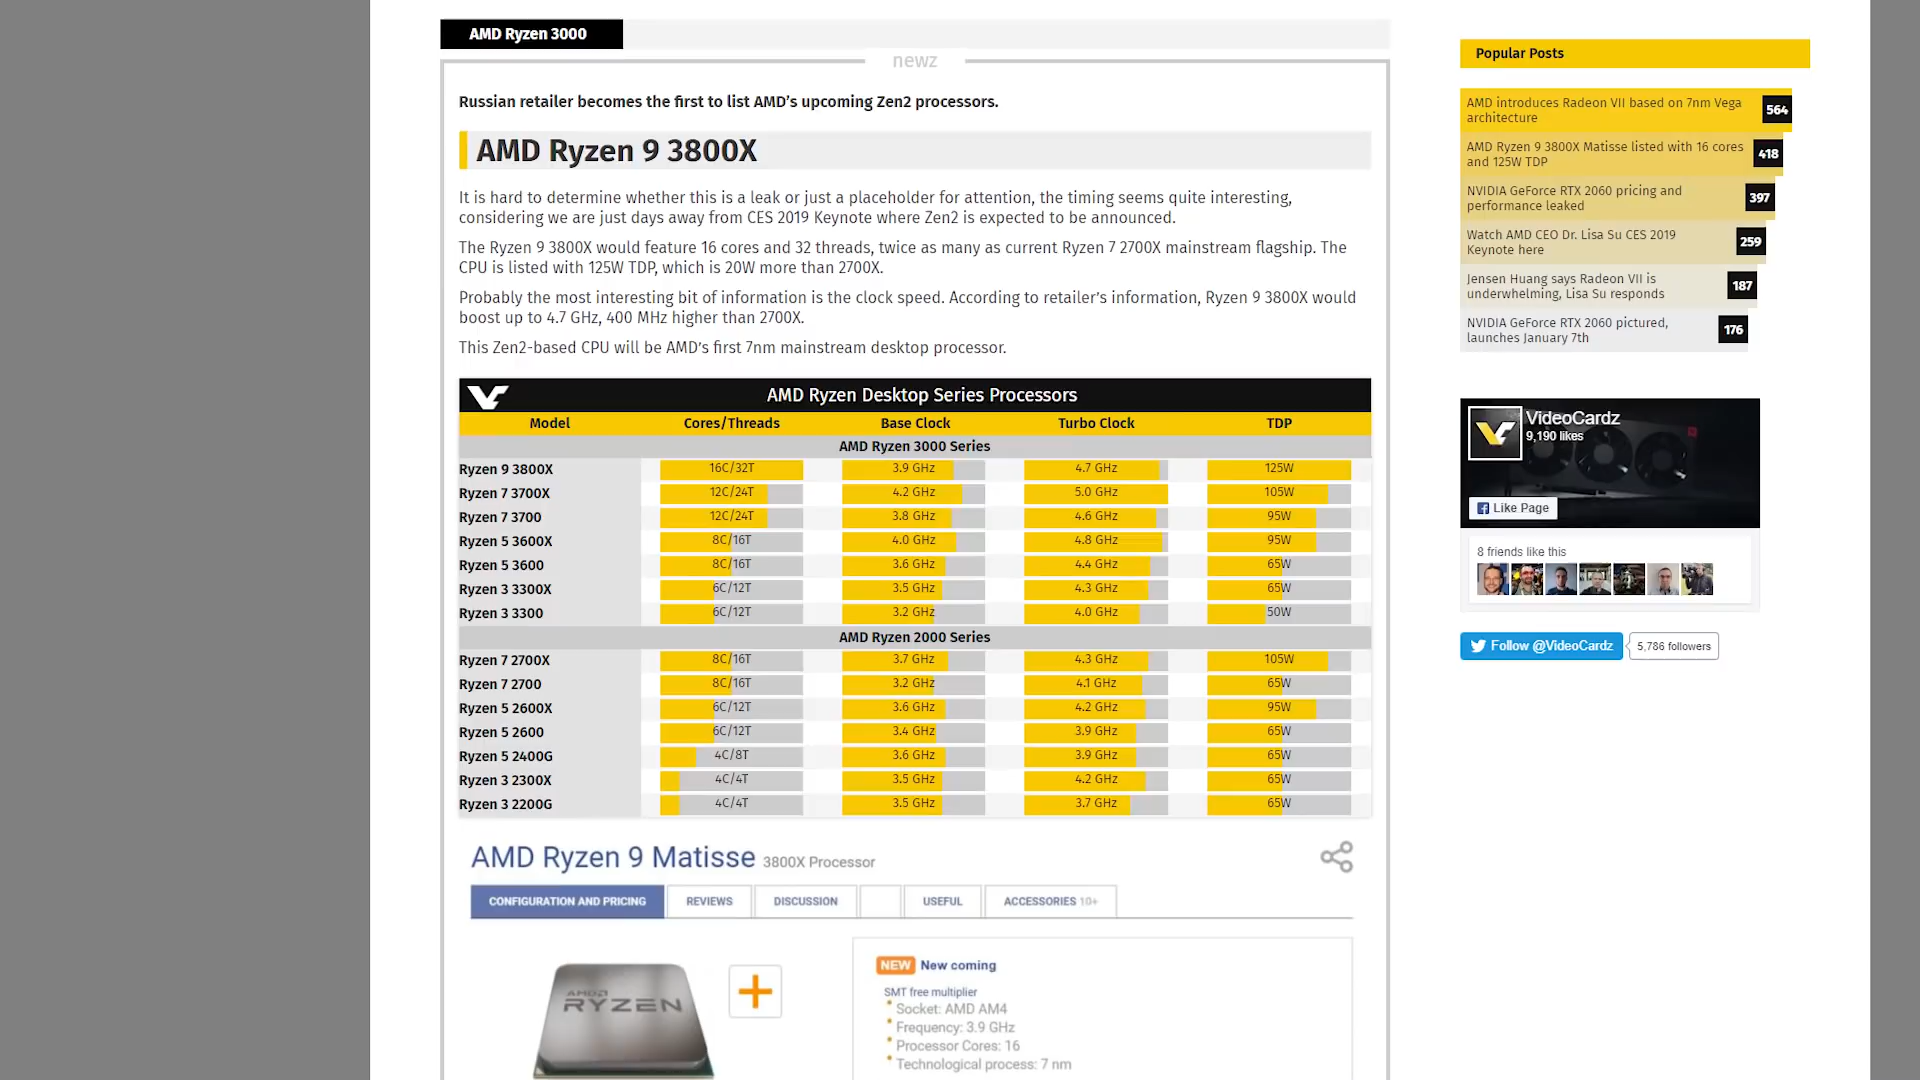 AMD Ryzen 3000
newz
Russian retailer becomes the first to list AMD's upcoming Zen2 processors.
AMD Ryzen 9 3800X
It is hard to determine whether this is a leak or just a placeholder for attention, the timing seems quite interesting,
considering we are just days away from CES 2019 Keynote where Zen2 is expected to be announced.
The Ryzen 9 3800X would feature 16 cores and 32 threads, twice as many as current Ryzen 7 2700X mainstream flagship. The
CPU is listed with 125W TDP, which is 20W more than 2700X.
Probably the most interesting bit of information is the clock speed. According to retailer's information, Ryzen 9 3800X would
boost up to 4.7 GHz, 400 MHz higher than 2700X.
This Zen2-based CPU will be AMD's first 7nm mainstream desktop processor.
AMD Ryzen Desktop Series Processors
Model Cores/Threads Base Clock Turbo Clock TDP
AMD Ryzen 3000 Series
Ryzen 9 3800X 16C/32T 3.9 GHz 4.7 GHz 125W
Ryzen 7 3700X 12C/24T 4.2 GHz 5.0 GHz 105W
Ryzen 7 3700 12C/24T 3.8 GHz 4.6 GHz 95W
Ryzen 5 3600X 8C/16T 4.0 GHz 4.8 GHz 95W
Ryzen 5 3600 8C/16T 3.6 GHz 4.4 GHz 65W
Ryzen 3 3300X 6C/12T 3.5 GHz 4.3 GHz 65W
Ryzen 3 3300 6C/12T 3.2 GHz 4.0 GHz 50W
AMD Ryzen 2000 Series
Ryzen 7 2700X 8C/16T 3.7 GHz 4.3 GHz 105W
Ryzen 7 2700 8C/16T 3.2 GHz 4.1 GHz 65W
Ryzen 5 2600X 6C/12T 3.6 GHz 4.2 GHz 95W
Ryzen 5 2600 6C/12T 3.4 GHz 3.9 GHz 65W
Ryzen 5 2400G 4C/8T 3.6 GHz 3.9 GHz 65W
Ryzen 3 2300X 4C/4T 3.5 GHz 4.2 GHz 65W
Ryzen 3 2200G 4C/4T 3.5 GHz 3.7 GHz 65W
AMD Ryzen 9 Matisse 3800X Processor
CONFIGURATION AND PRICING REVIEWS DISCUSSION USEFUL ACCESSORIES 10+
AMD
RYZEN
NEW New coming
SMT free multiplier
Socket: AMD AM4
Frequency: 3.9 GHz
Processor Cores: 16
Technological process: 7 nm
Popular Posts
AMD introduces Radeon VII based on 7nm Vega
architecture
564
AMD Ryzen 9 3800X Matisse listed with 16 cores
and 125W TDP
418
NVIDIA GeForce RTX 2060 pricing and
performance leaked
397
Watch AMD CEO Dr. Lisa Su CES 2019
Keynote here
259
Jensen Huang says Radeon VII is
underwhelming, Lisa Su responds
187
NVIDIA GeForce RTX 2060 pictured,
launches January 7th
176
VideoCardz
9,190 likes
Like Page
8 friends like this
Follow @VideoCardz 5,786 followers